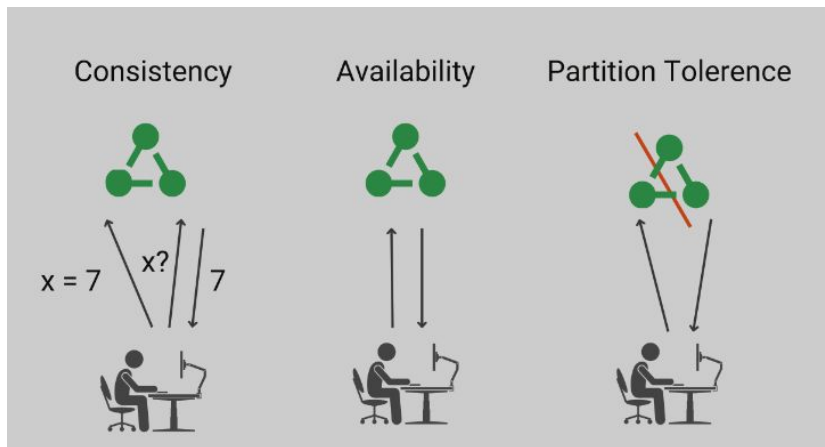 Consistency
Availability
Partition Tolerence
x = 7
x?
7